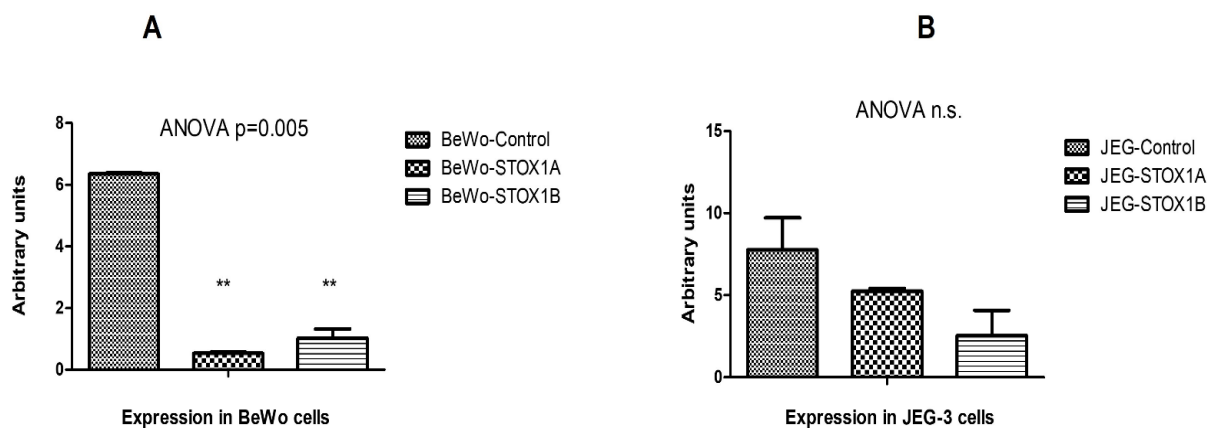 A
ANOVA p=0.005
Arbitrary units
8
6
4
2
0
**
**
Expression in BeWo cells
BeWo-Control
BeWo-STOX1A
BeWo-STOX1B
B
ANOVA n.s.
Arbitrary units
15
10
5
0
Expression in JEG-3 cells
JEG-Control
JEG-STOX1A
JEG-STOX1B